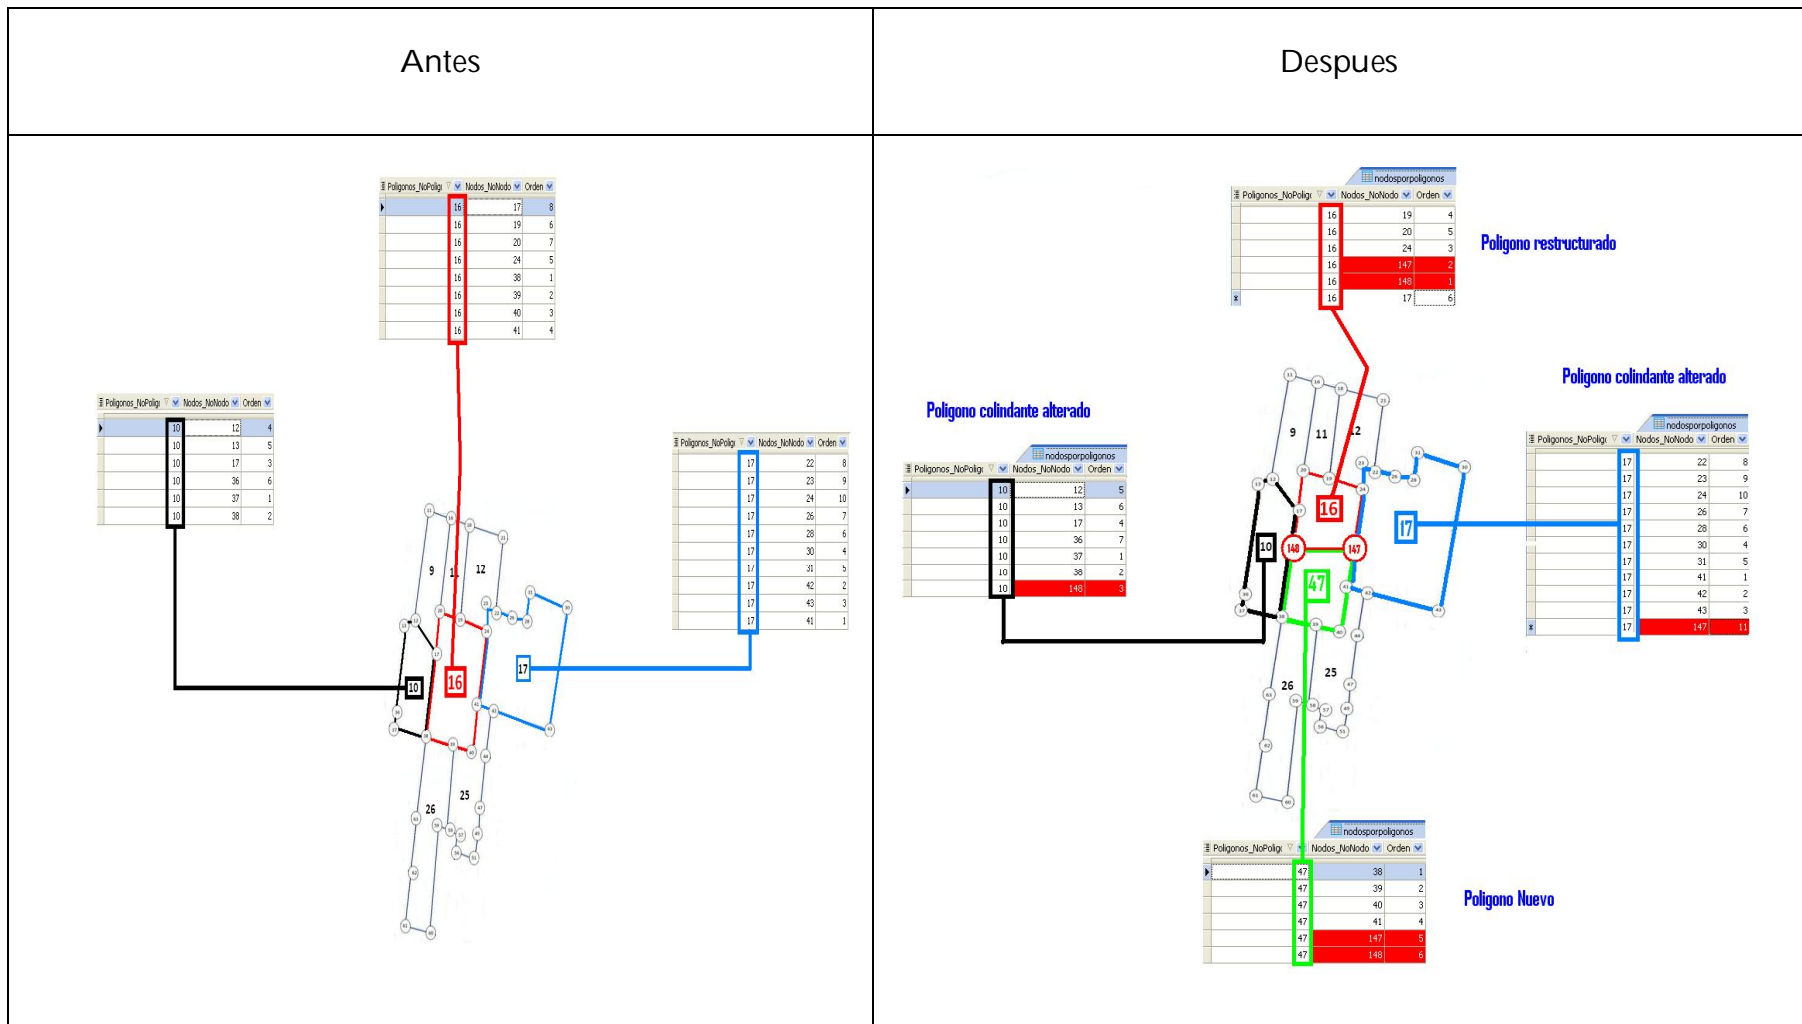 Antes
Despues
Poligonos_NoPolig Nodos_NoNodo Orden
16 17 8
16 19 6
16 20 7
16 24 5
16 38 1
16 39 2
16 40 3
16 41 4
Poligonos_NoPolig Nodos_NoNodo Orden
10 12 4
10 13 5
10 17 3
10 36 6
10 37 1
10 38 2
Poligonos_NoPolig Nodos_NoNodo Orden
17 22 8
17 23 9
17 24 10
17 26 7
17 28 6
17 30 4
17 31 5
17 42 2
17 43 3
17 41 1
9
11
12
10
16
17
26
25
nodosporpoligonos
Poligonos_NoPolig Nodos_NoNodo Orden
16 19 4
16 20 5
16 24 3
16 147 2
16 148 1
16 17 6
Poligono restructurado
Poligono colindante alterado
nodosporpoligonos
Poligonos_NoPolig Nodos_NoNodo Orden
10 12 5
10 13 6
10 17 4
10 36 7
10 37 1
10 38 2
10 148 3
Poligono colindante alterado
nodosporpoligonos
Poligonos_NoPolig Nodos_NoNodo Orden
17 22 8
17 23 9
17 24 10
17 26 7
17 28 6
17 30 4
17 31 5
17 41 1
17 42 2
17 43 3
17 147 11
9
11
12
16
17
10
148
147
47
25
26
nodosporpoligonos
Poligonos_NoPolig Nodos_NoNodo Orden
47 38 1
47 39 2
47 40 3
47 41 4
47 147 5
47 148 6
Poligono Nuevo